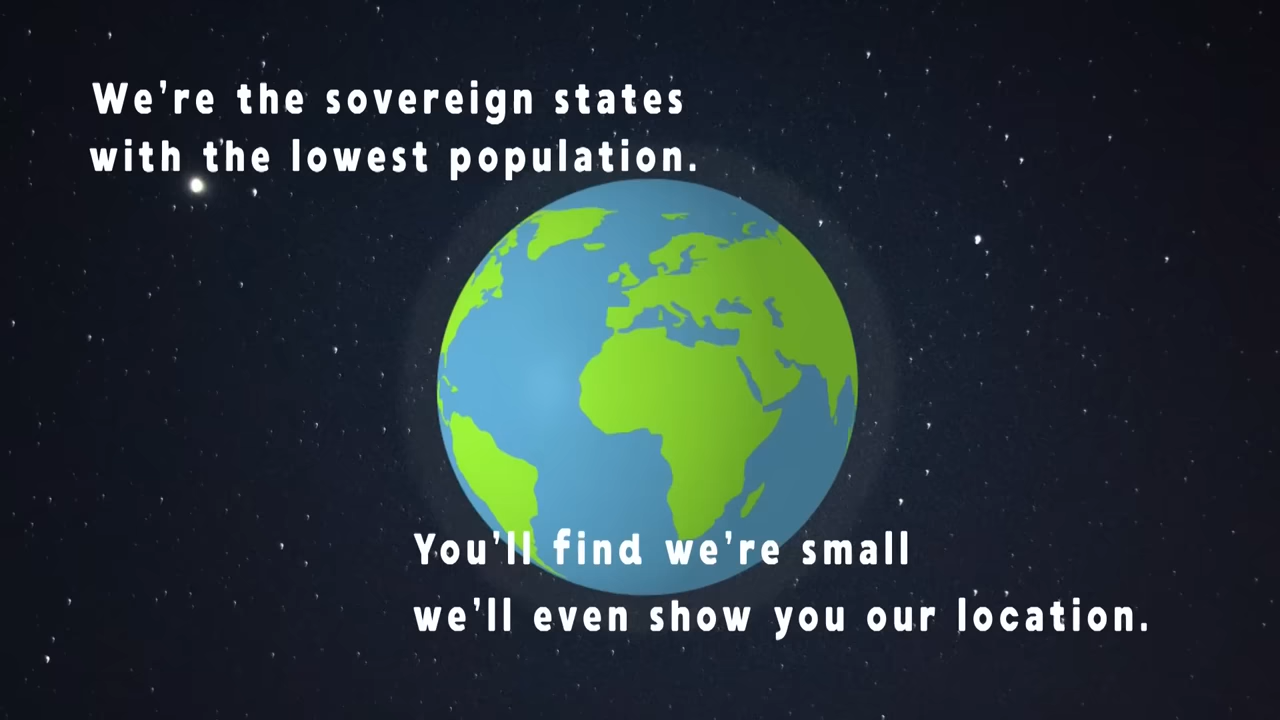 We're the sovereign states
with the lowest population.
You'll find we're small
we'll even show you our location.